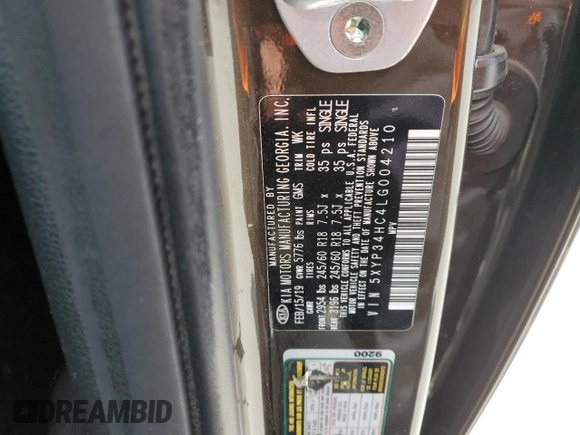 MANUFACTURED BY
KIA KIA MOTORS MANUFACTURING GEORGIA, INC.
FEB/15/19 GVWR 5776 lbs PAINT GMS TRIM WK
GAWR TIRES RIMS COLD TIRE INFL
FRONT 2954 lbs 245/60 R18 7.5J x 35 psi SINGLE
REAR 3196 lbs 245/60 R18 7.5J x 35 psi SINGLE
THIS VEHICLE CONFORMS TO ALL APPLICABLE U.S.A. FEDERAL
MOTOR VEHICLE SAFETY AND THEFT PREVENTION STANDARDS
IN EFFECT ON THE DATE OF MANUFACTURE SHOWN ABOVE
VIN 5XYP34HC4LG004210
MPV
9200
DREAMBID